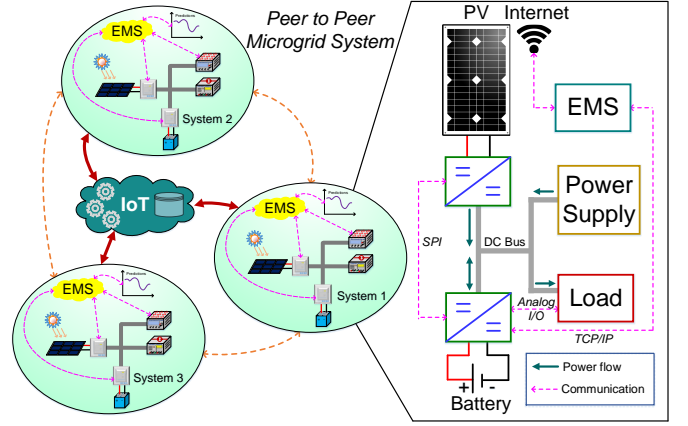 Peer to Peer
Microgrid System
EMS
Predictions
System 2
IoT
EMS
Predictions
System 1
EMS
Predictions
System 3
PV
Internet
EMS
Power
Supply
SPI
DC Bus
Load
Analog
I/O
TCP/IP
+
-
Battery
Power flow
Communication